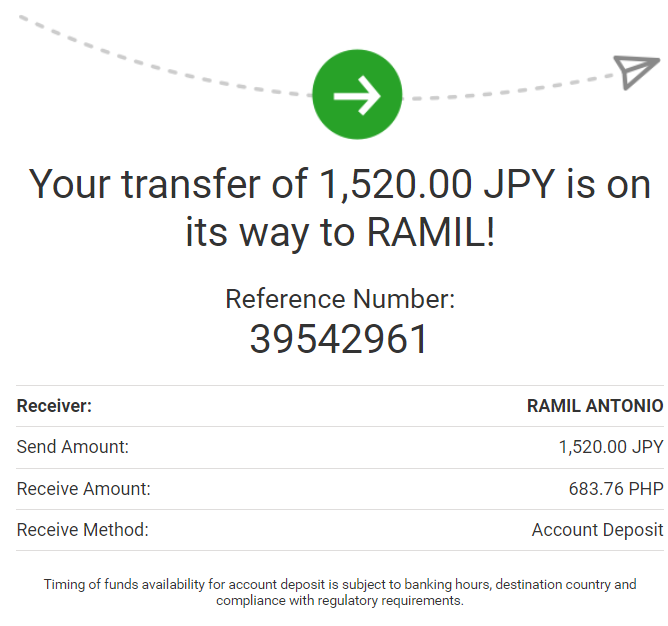 Your transfer of 1,520.00 JPY is on
its way to RAMIL!
Reference Number:
39542961
Receiver: RAMIL ANTONIO
Send Amount: 1,520.00 JPY
Receive Amount: 683.76 PHP
Receive Method: Account Deposit
Timing of funds availability for account deposit is subject to banking hours, destination country and
compliance with regulatory requirements.